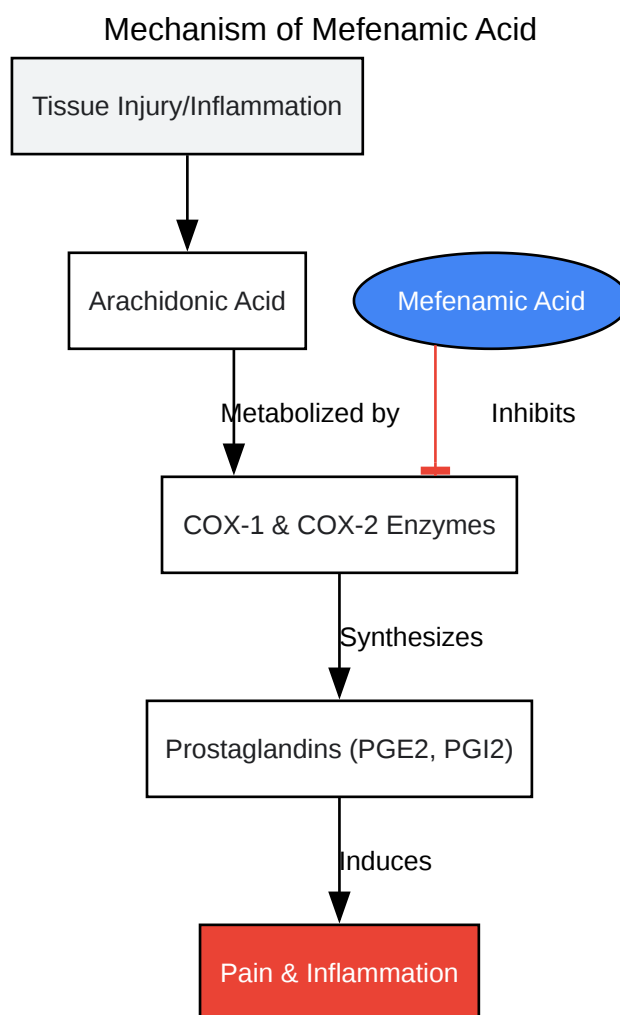 Mechanism of Mefenamic Acid
Tissue Injury/Inflammation
Arachidonic Acid
Mefenamic Acid
Metabolized by
Inhibits
COX-1 & COX-2 Enzymes
Synthesizes
Prostaglandins (PGE2, PGI2)
Induces
Pain & Inflammation